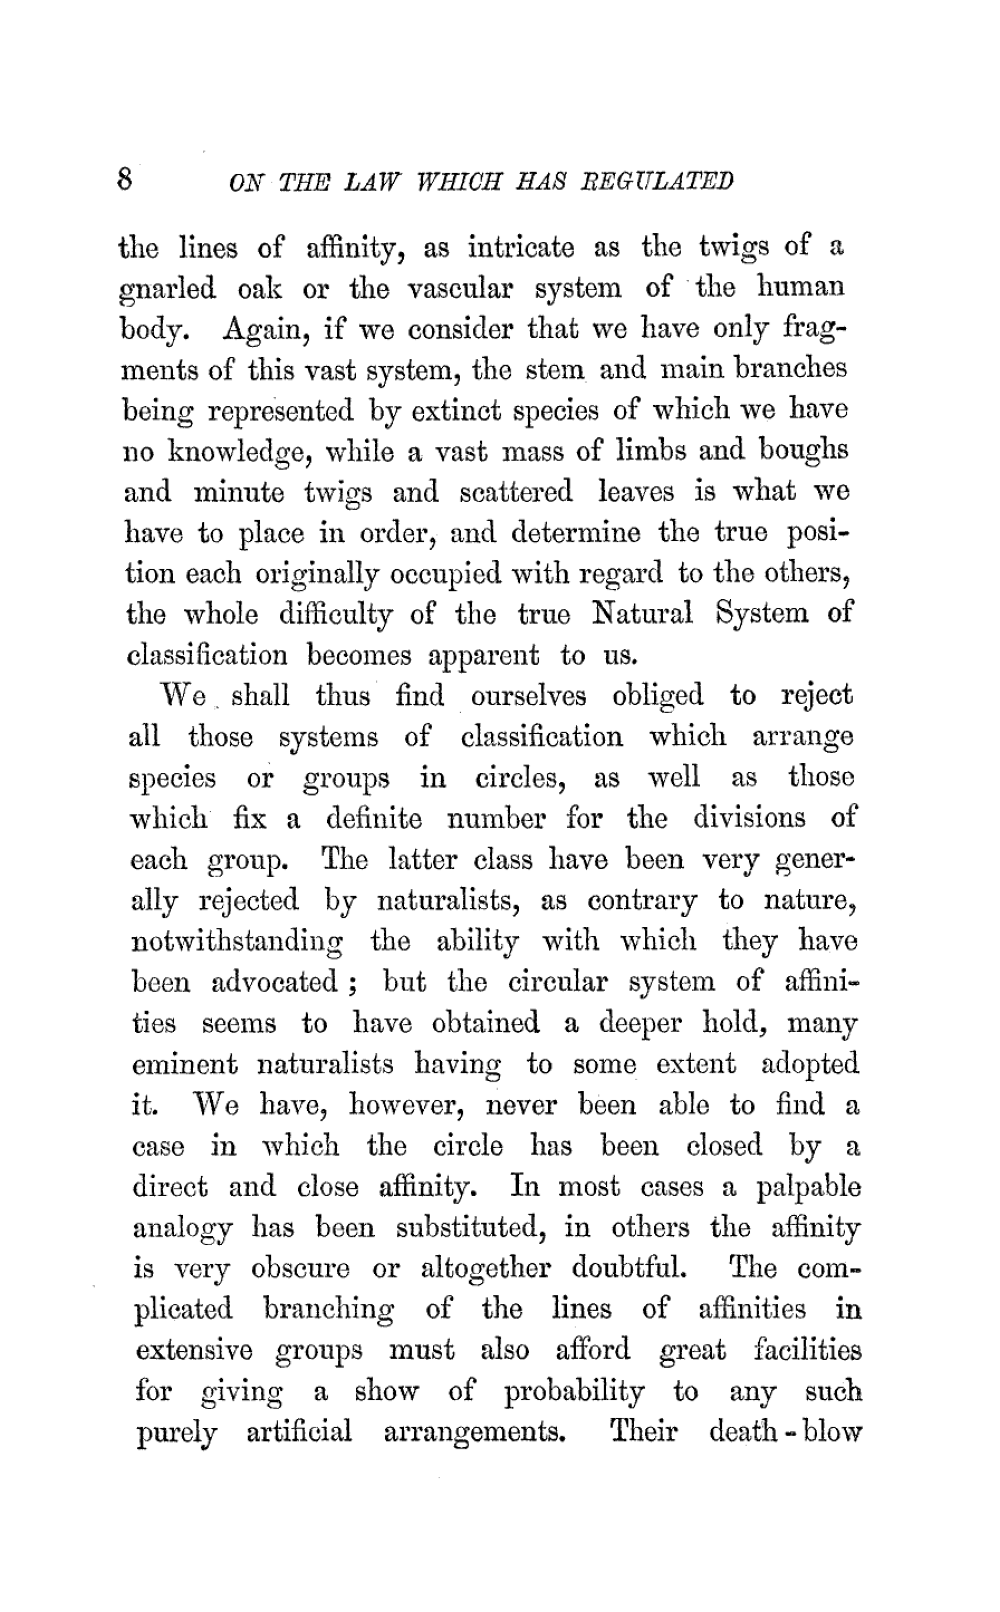 8 ON THE LAW WHICH HAS REGULATED
the lines of affinity, as intricate as the twigs of a
gnarled oak or the vascular system of the human
body. Again, if we consider that we have only frag-
ments of this vast system, the stem and main branches
being represented by extinct species of which we have
no knowledge, while a vast mass of limbs and boughs
and minute twigs and scattered leaves is what we
have to place in order, and determine the true posi-
tion each originally occupied with regard to the others,
the whole difficulty of the true Natural System of
classification becomes apparent to us.
We shall thus find ourselves obliged to reject
all those systems of classification which arrange
species or groups in circles, as well as those
which fix a definite number for the divisions of
each group. The latter class have been very gener-
ally rejected by naturalists, as contrary to nature,
notwithstanding the ability with which they have
been advocated ; but the circular system of affini-
ties seems to have obtained a deeper hold, many
eminent naturalists having to some extent adopted
it. We have, however, never been able to find a
case in which the circle has been closed by a
direct and close affinity. In most cases a palpable
analogy has been substituted, in others the affinity
is very obscure or altogether doubtful. The com-
plicated branching of the lines of affinities in
extensive groups must also afford great facilities
for giving a show of probability to any such
purely artificial arrangements. Their death-blow